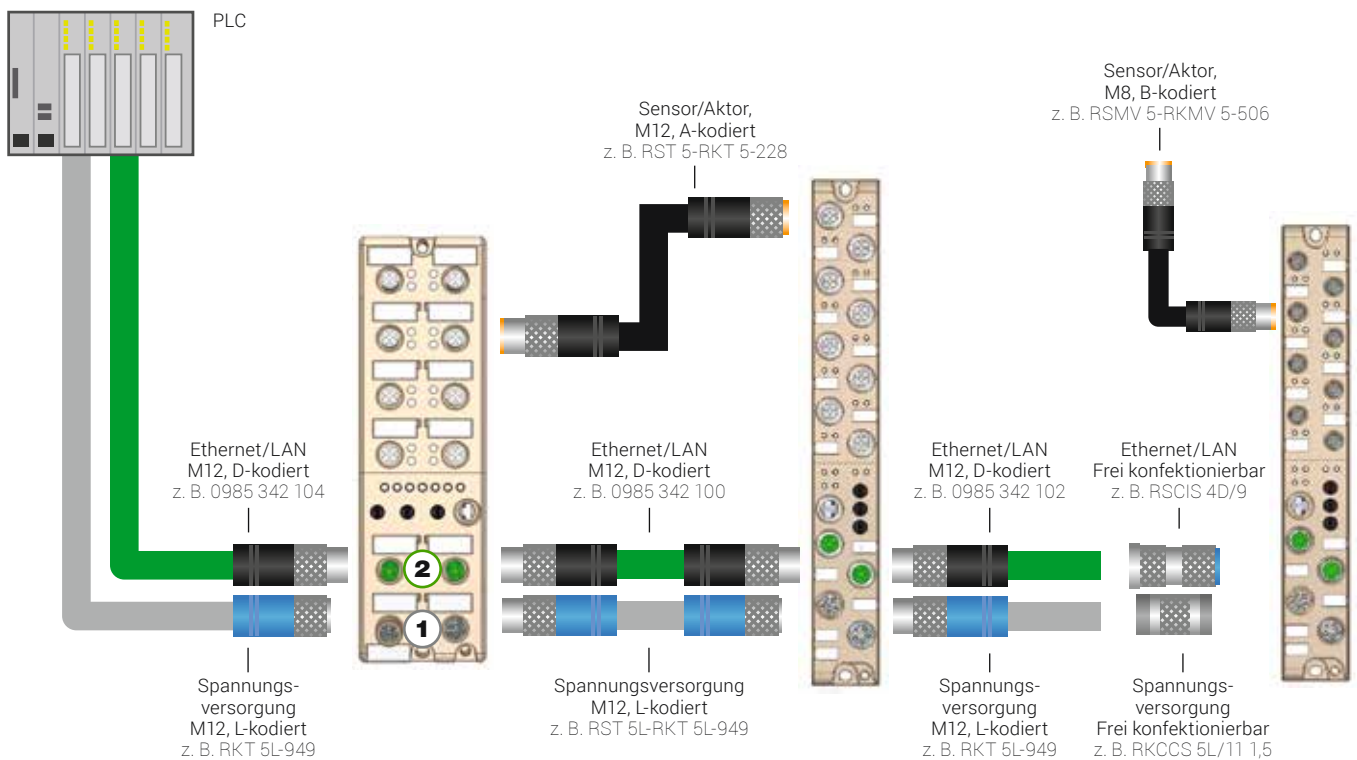 PLC
Sensor/Aktor,
M12, A-kodiert
z. B. RST 5-RKT 5-228
Sensor/Aktor,
M8, B-kodiert
z. B. RSMV 5-RKMV 5-506
Ethernet/LAN
M12, D-kodiert
z. B. 0985 342 104
Ethernet/LAN
M12, D-kodiert
z. B. 0985 342 100
Ethernet/LAN
M12, D-kodiert
z. B. 0985 342 102
Ethernet/LAN
Frei konfektionierbar
z. B. RSCIS 4D/9
2
1
Spannungs-
versorgung
M12, L-kodiert
z. B. RKT 5L-949
Spannungsversorgung
M12, L-kodiert
z. B. RST 5L-RKT 5L-949
Spannungs-
versorgung
M12, L-kodiert
z. B. RKT 5L-949
Spannungs-
versorgung
Frei konfektionierbar
z. B. RKCCS 5L/11 1,5